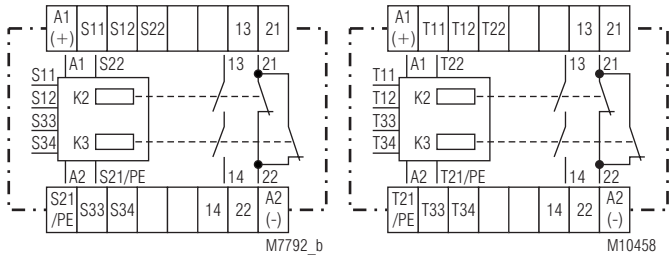 A1 (+) S11 S12 S22 13 21
A1 S22 13 21
S11
S12
S33
S34
K2
K3
A2 S21/PE 14 22
S21 /PE S33 S34 14 22 A2 (-)
M7792_b
A1 (+) T11 T12 T22 13 21
A1 T22 13 21
T11
T12
T33
T34
K2
K3
A2 T21/PE 14 22
T21 /PE T33 T34 14 22 A2 (-)
M10458